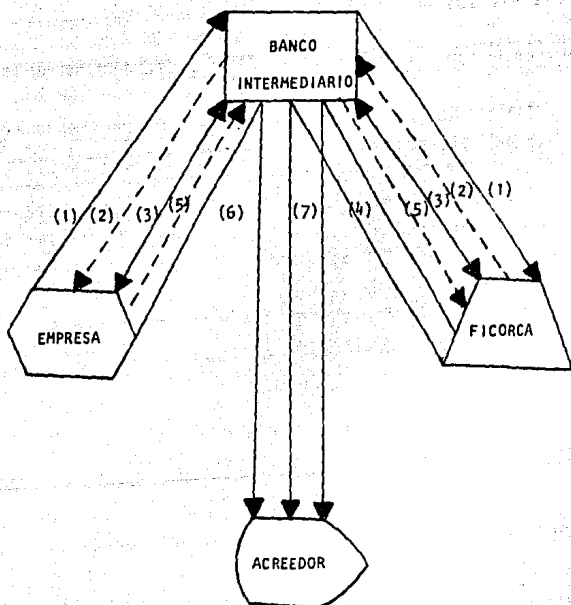 BANCO
INTERMEDIARIO
(1) (2) (3) (5) (6) (7) (4) (5) (3) (2) (1)
EMPRESA
FICORCA
ACREEDOR